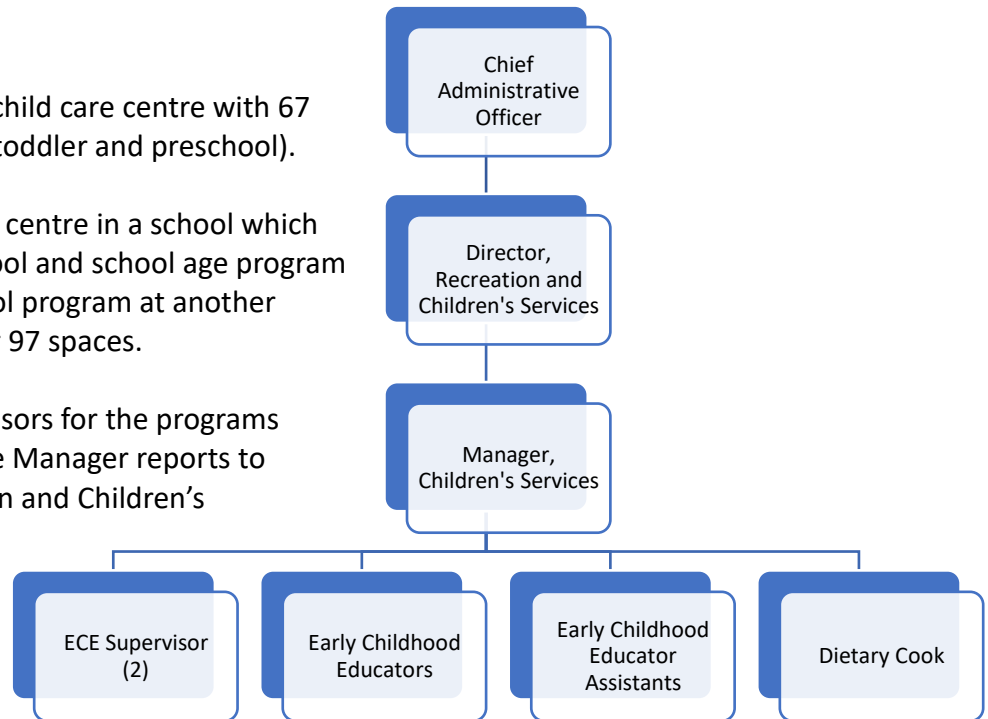 child care centre with 67
toddler and preschool).
centre in a school which
ool and school age program
ol program at another
97 spaces.
sors for the programs
e Manager reports to
n and Children's
Chief
Administrative
Officer
Director,
Recreation and
Children's Services
Manager,
Children's Services
ECE Supervisor
(2)
Early Childhood
Educators
Early Childhood
Educator
Assistants
Dietary Cook